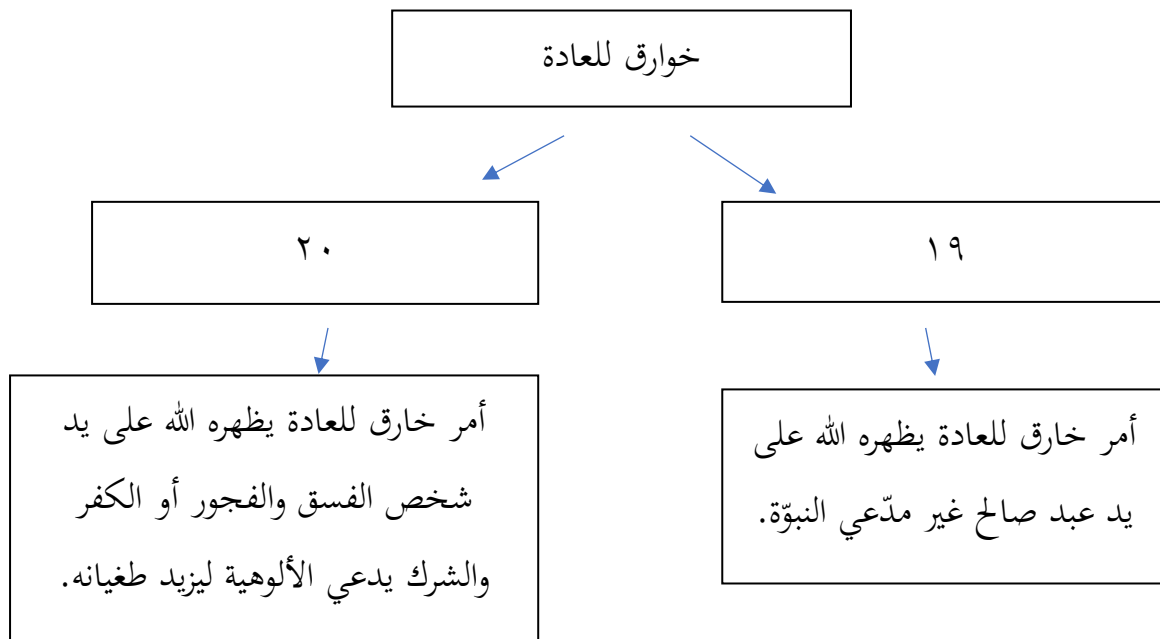 خوارق للعادة
١٩
٢٠
أمر خارق للعادة يظهره الله على
يد عبد صالح غير مدّعي النبوّة.
أمر خارق للعادة يظهره الله على يد
شخص الفسق والفجور أو الكفر
والشرك يدعي الألوهية ليزيد طغيانه.